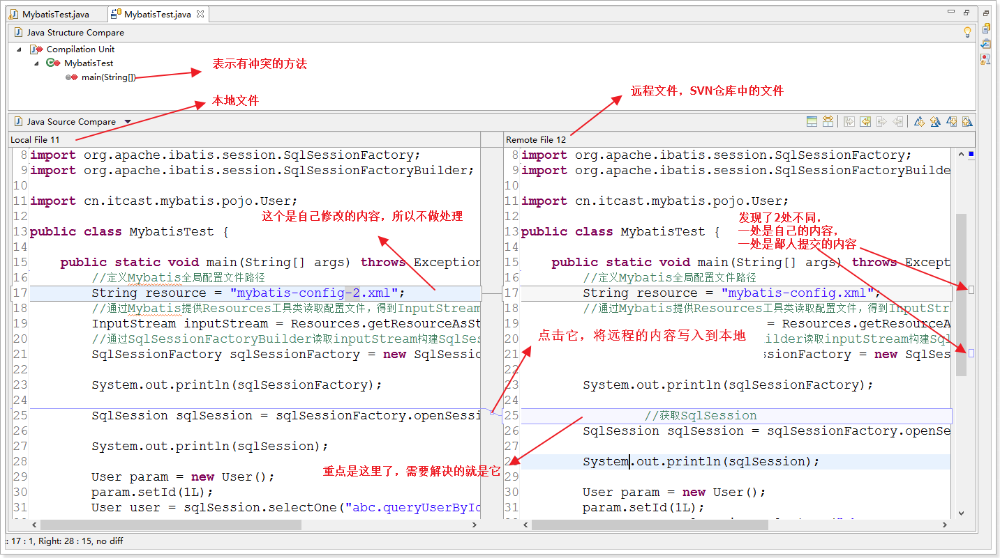 MybatisTest.java
MybatisTest.java
Java Structure Compare
Compilation Unit
MybatisTest
main(String[])
表示有冲突的方法
本地文件
远程文件，SVN仓库中的文件
Java Source Compare
Local File 11
8 import org.apache.ibatis.session.SqlSessionFactory;
9 import org.apache.ibatis.session.SqlSessionFactoryBuilder;
10
11 import cn.itcast.mybatis.pojo.User;
12
这个是自己修改的内容，所以不做处理
13 public class MybatisTest {
14
15 public static void main(String[] args) throws Exception
16 //定义Mybatis全局配置文件路径
17 String resource = "mybatis-config-2.xml";
18 //通过Mybatis提供Resources工具类读取配置文件，得到InputStream
19 InputStream inputStream = Resources.getResourceAsSt
20 //通过SqlSessionFactoryBuilder读取inputStream构建SqlSes
21 SqlSessionFactory sqlSessionFactory = new SqlSession
22
23 System.out.println(sqlSessionFactory);
24
25 SqlSession sqlSession = sqlSessionFactory.openSessi
26
27 System.out.println(sqlSession);
28
重点是这里了，需要解决的就是它
29 User param = new User();
30 param.setId(1L);
31 User user = sqlSession.selectOne("abc.queryUserById
Remote File 12
8 import org.apache.ibatis.session.SqlSessionFactory;
9 import org.apache.ibatis.session.SqlSessionFactoryBuilde
10
11 import cn.itcast.mybatis.pojo.User;
12
发现了2处不同，
一处是自己的内容，
一处是鄙人提交的内容
13 public class MybatisTest {
14
15 public static void main(String[] args) throws Except
16 //定义Mybatis全局配置文件路径
17 String resource = "mybatis-config.xml";
18 //通过Mybatis提供Resources工具类读取配置文件，得到InputStr
19 = Resources.getResourceA
点击它，将远程的内容写入到本地
20 ilder读取inputStream构建Sql
21 ssionFactory = new SqlSes
22
23 System.out.println(sqlSessionFactory);
24
25 //获取SqlSession
26 SqlSession sqlSession = sqlSessionFactory.openSe
27
28 System.out.println(sqlSession);
29
30 User param = new User();
31 param.setId(1L);
: 17 : 1, Right: 28 : 15, no diff